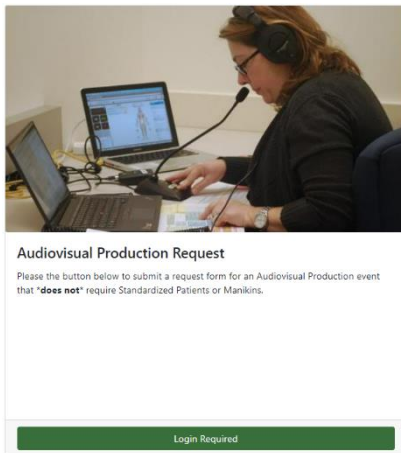 Audiovisual Production Request
Please the button below to submit a request form for an Audiovisual Production event
that *does not* require Standardized Patients or Manikins.
Login Required